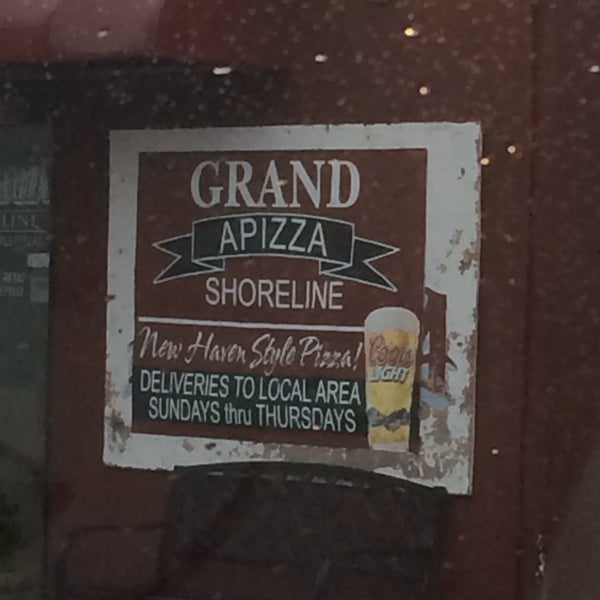 GRAND
APIZZA
SHORELINE
New Haven Style Pizza!
DELIVERIES TO LOCAL AREA
SUNDAYS thru THURSDAYS
Coors
LIGHT